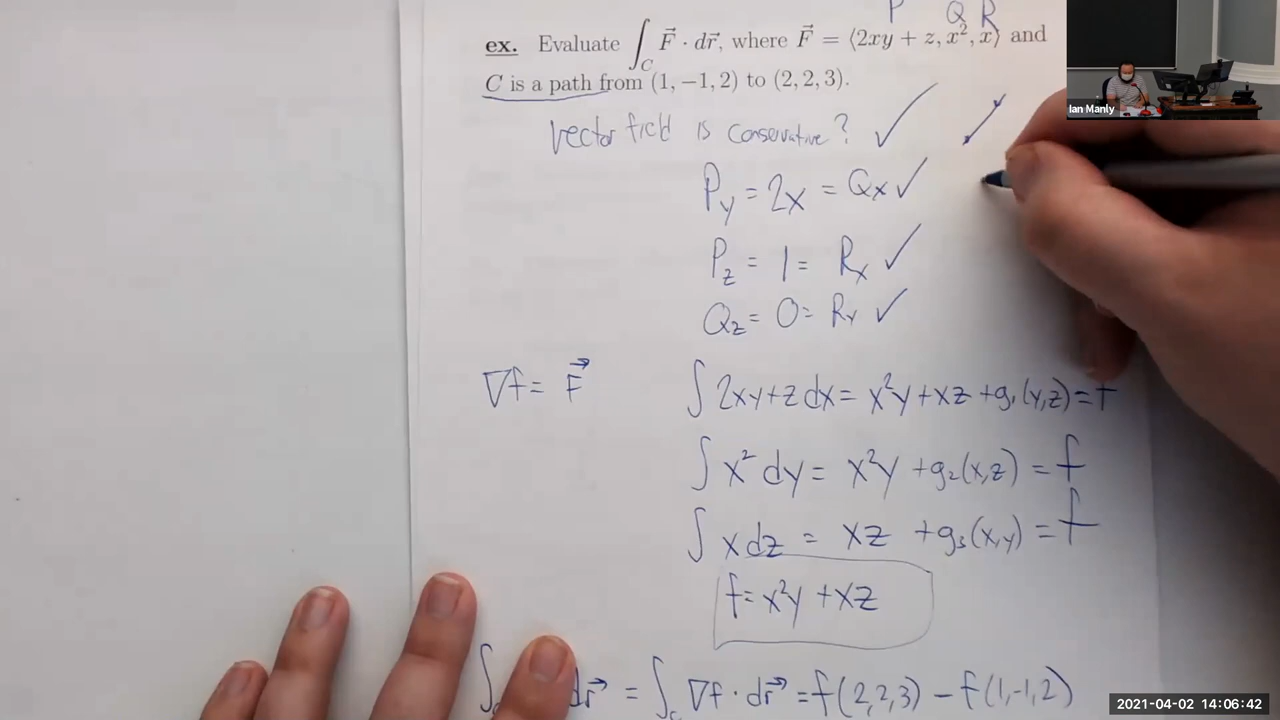 P Q R
ex. Evaluate ∫_C F⃗ · dr⃗, where F⃗ = ⟨2xy + z, x², x⟩ and
C is a path from (1, −1, 2) to (2, 2, 3).
vector field is conservative? ✓
P_y = 2x = Q_x ✓
P_z = 1 = R_x ✓
Q_z = 0 = R_y ✓
∇f = F⃗
∫ 2xy+z dx = x²y + xz + g₁(y,z) = f
∫ x² dy = x²y + g₂(x,z) = f
∫ x dz = xz + g₃(x,y) = f
f = x²y + xz
∫ dr⃗ = ∫_C ∇f · dr⃗ = f(2,2,3) − f(1,-1,2)
Ian Manly
2021-04-02 14:06:42